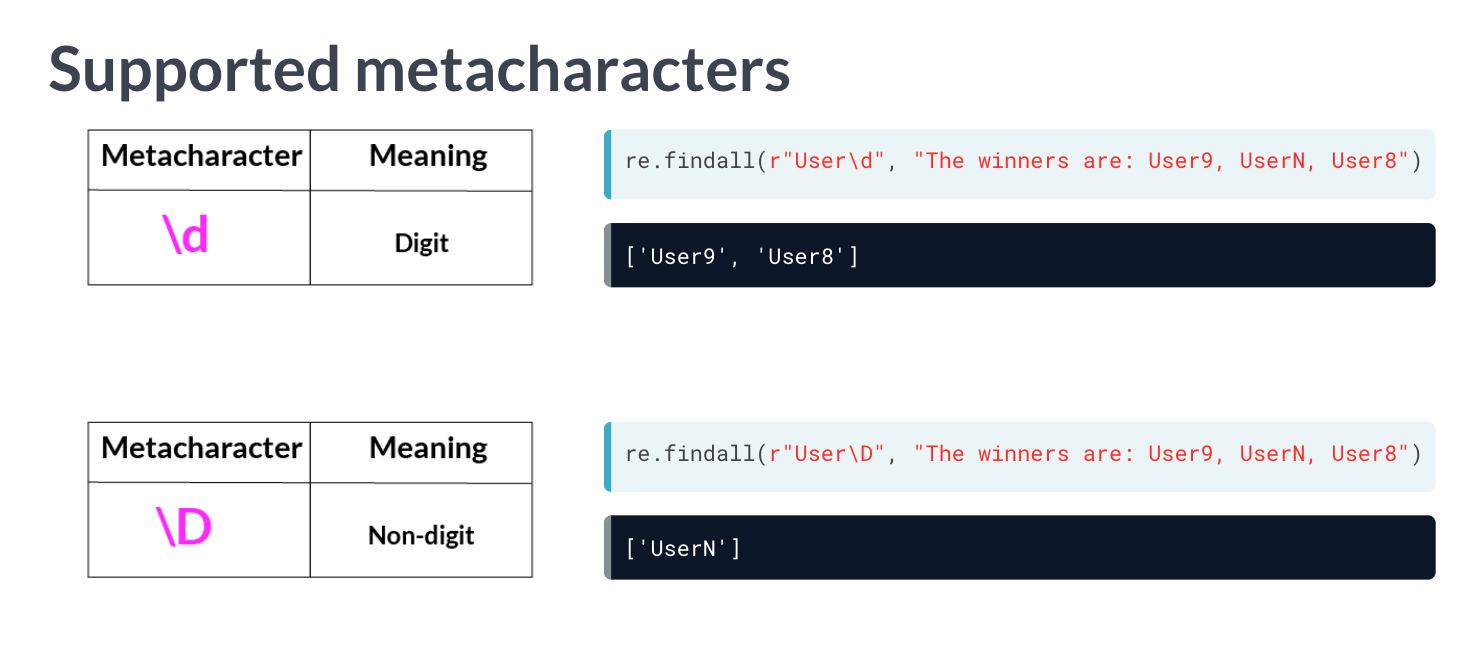 Supported metacharacters
Metacharacter Meaning
\d Digit
re.findall(r"User\d", "The winners are: User9, UserN, User8")
['User9', 'User8']
Metacharacter Meaning
\D Non-digit
re.findall(r"User\D", "The winners are: User9, UserN, User8")
['UserN']